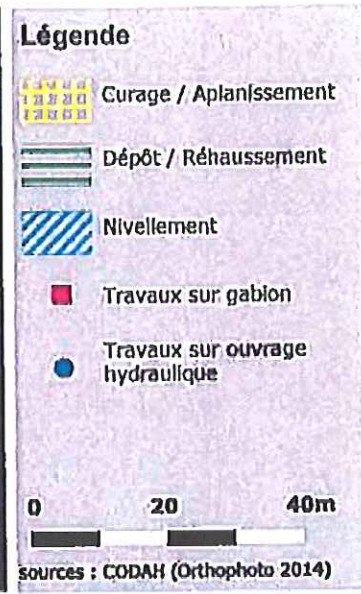 Légende
Curage / Aplanissement
Dépôt / Réhaussement
Nivellement
Travaux sur gabion
Travaux sur ouvrage
hydraulique
0 20 40m
sources : CODAH (Orthophoto 2014)